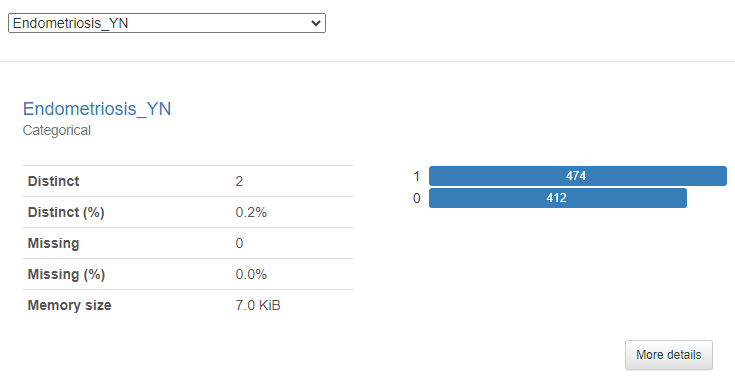 Endometriosis_YN
Endometriosis_YN
Categorical
Distinct 2
Distinct (%) 0.2%
Missing 0
Missing (%) 0.0%
Memory size 7.0 KiB
1 474
0 412
More details